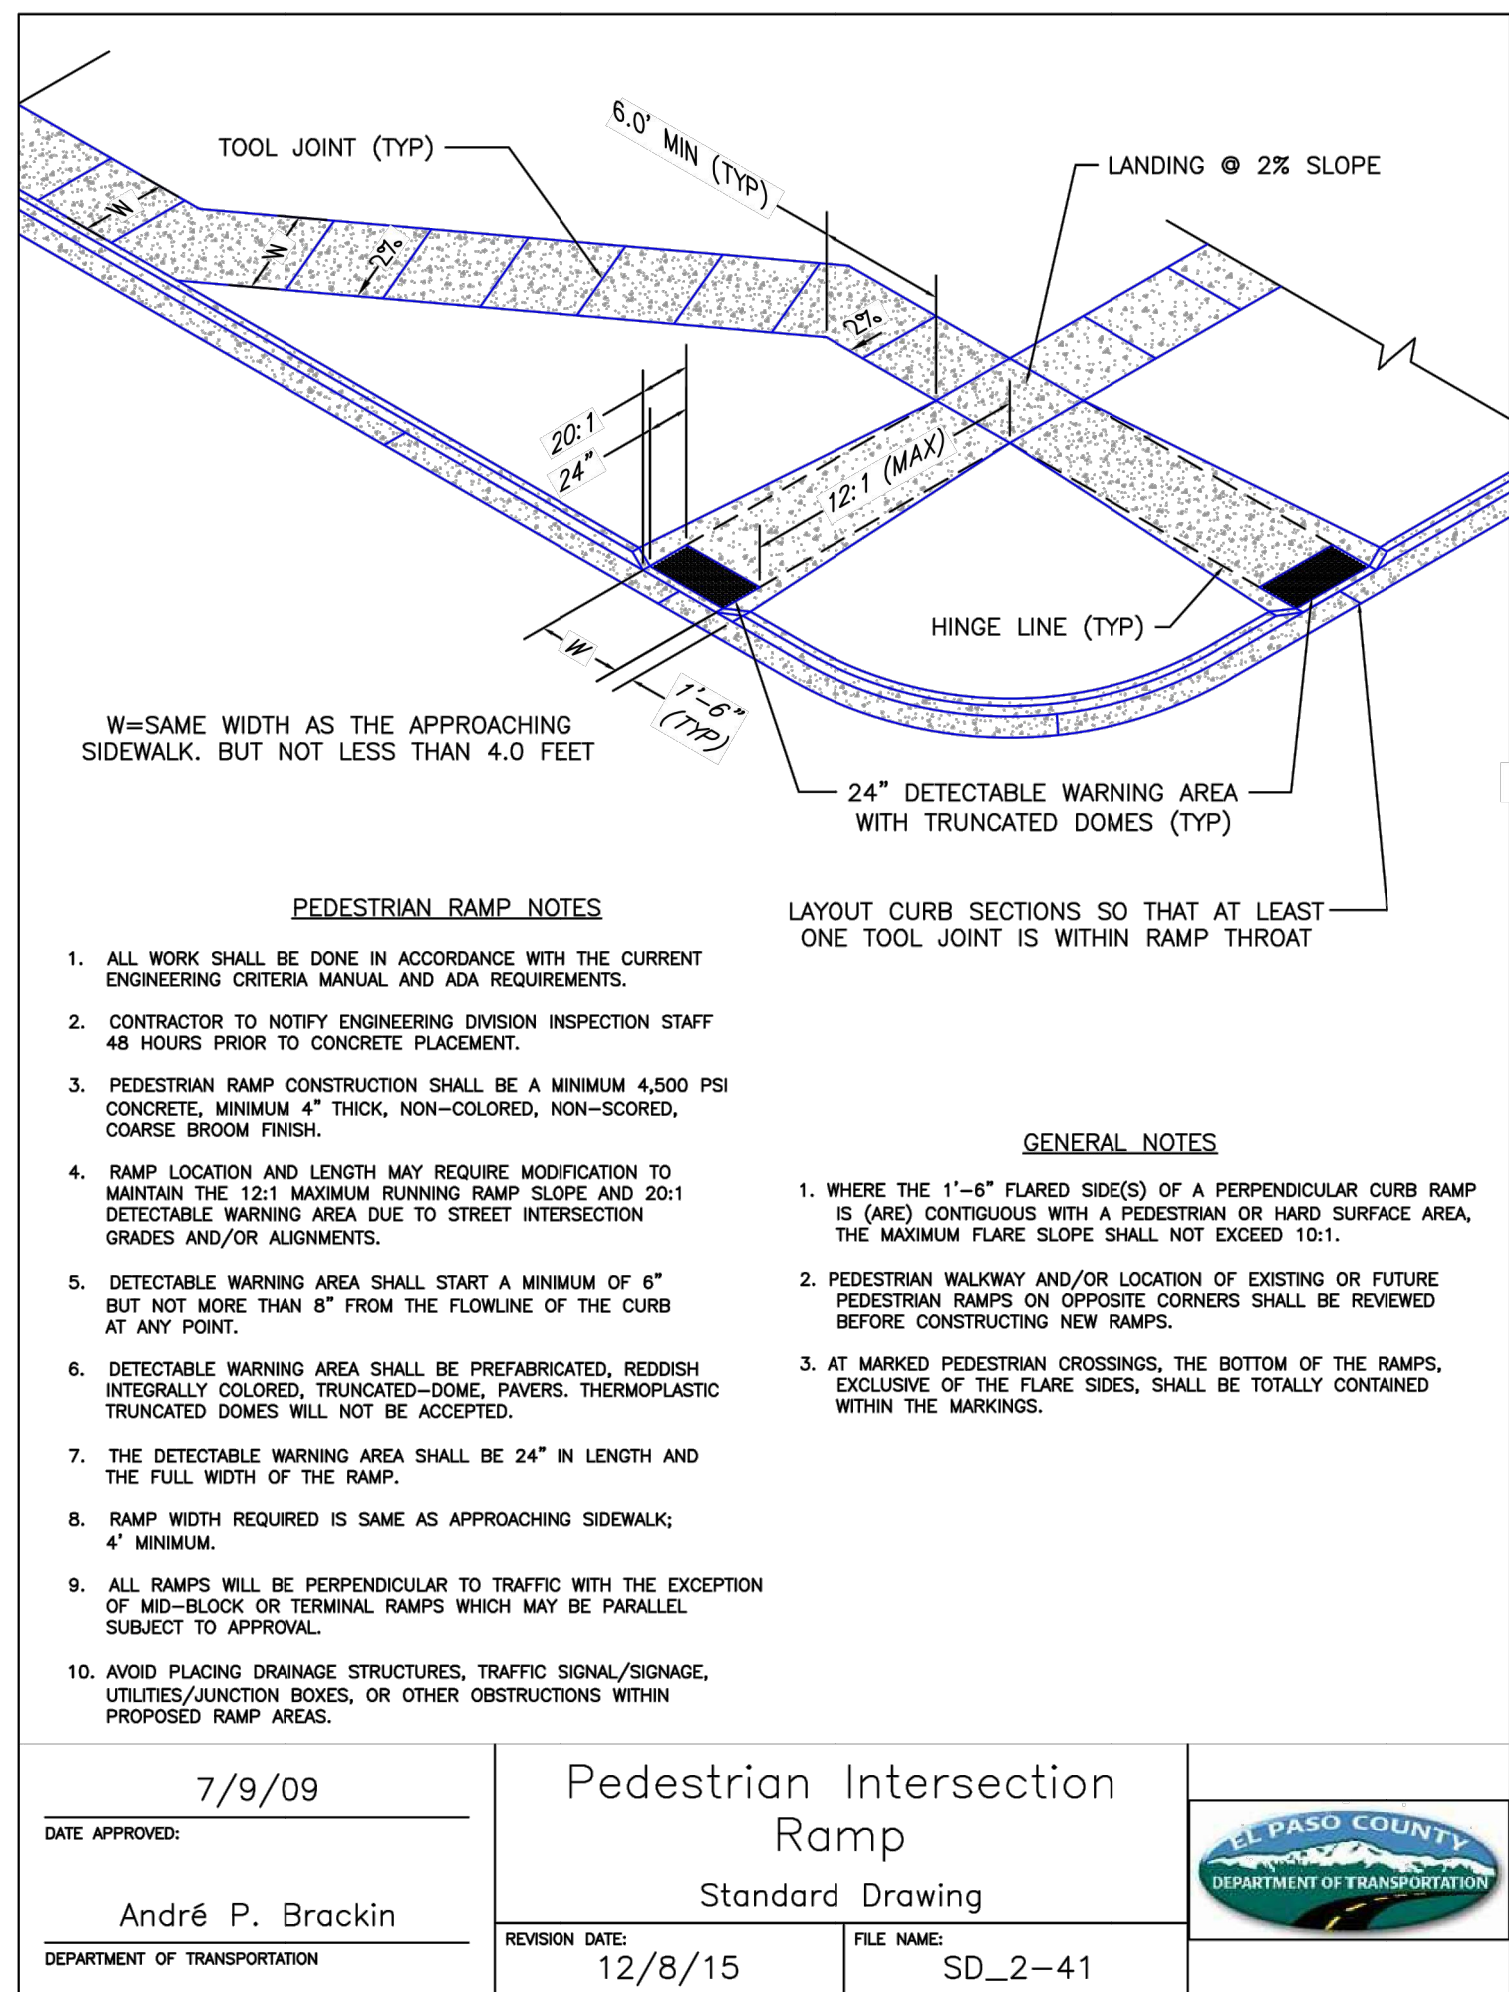 TOOL JOINT (TYP)
6.0' MIN (TYP)
LANDING @ 2% SLOPE
W
W
2%
2%
20:1
24"
12:1 (MAX)
HINGE LINE (TYP)
W
1'-6"
(TYP)
W=SAME WIDTH AS THE APPROACHING
SIDEWALK. BUT NOT LESS THAN 4.0 FEET
24" DETECTABLE WARNING AREA
WITH TRUNCATED DOMES (TYP)
LAYOUT CURB SECTIONS SO THAT AT LEAST
ONE TOOL JOINT IS WITHIN RAMP THROAT
PEDESTRIAN RAMP NOTES
1. ALL WORK SHALL BE DONE IN ACCORDANCE WITH THE CURRENT
ENGINEERING CRITERIA MANUAL AND ADA REQUIREMENTS.
2. CONTRACTOR TO NOTIFY ENGINEERING DIVISION INSPECTION STAFF
48 HOURS PRIOR TO CONCRETE PLACEMENT.
3. PEDESTRIAN RAMP CONSTRUCTION SHALL BE A MINIMUM 4,500 PSI
CONCRETE, MINIMUM 4" THICK, NON-COLORED, NON-SCORED,
COARSE BROOM FINISH.
4. RAMP LOCATION AND LENGTH MAY REQUIRE MODIFICATION TO
MAINTAIN THE 12:1 MAXIMUM RUNNING RAMP SLOPE AND 20:1
DETECTABLE WARNING AREA DUE TO STREET INTERSECTION
GRADES AND/OR ALIGNMENTS.
5. DETECTABLE WARNING AREA SHALL START A MINIMUM OF 6"
BUT NOT MORE THAN 8" FROM THE FLOWLINE OF THE CURB
AT ANY POINT.
6. DETECTABLE WARNING AREA SHALL BE PREFABRICATED, REDDISH
INTEGRALLY COLORED, TRUNCATED-DOME, PAVERS. THERMOPLASTIC
TRUNCATED DOMES WILL NOT BE ACCEPTED.
7. THE DETECTABLE WARNING AREA SHALL BE 24" IN LENGTH AND
THE FULL WIDTH OF THE RAMP.
8. RAMP WIDTH REQUIRED IS SAME AS APPROACHING SIDEWALK;
4' MINIMUM.
9. ALL RAMPS WILL BE PERPENDICULAR TO TRAFFIC WITH THE EXCEPTION
OF MID-BLOCK OR TERMINAL RAMPS WHICH MAY BE PARALLEL
SUBJECT TO APPROVAL.
10. AVOID PLACING DRAINAGE STRUCTURES, TRAFFIC SIGNAL/SIGNAGE,
UTILITIES/JUNCTION BOXES, OR OTHER OBSTRUCTIONS WITHIN
PROPOSED RAMP AREAS.
GENERAL NOTES
1. WHERE THE 1'-6" FLARED SIDE(S) OF A PERPENDICULAR CURB RAMP
IS (ARE) CONTIGUOUS WITH A PEDESTRIAN OR HARD SURFACE AREA,
THE MAXIMUM FLARE SLOPE SHALL NOT EXCEED 10:1.
2. PEDESTRIAN WALKWAY AND/OR LOCATION OF EXISTING OR FUTURE
PEDESTRIAN RAMPS ON OPPOSITE CORNERS SHALL BE REVIEWED
BEFORE CONSTRUCTING NEW RAMPS.
3. AT MARKED PEDESTRIAN CROSSINGS, THE BOTTOM OF THE RAMPS,
EXCLUSIVE OF THE FLARE SIDES, SHALL BE TOTALLY CONTAINED
WITHIN THE MARKINGS.
7/9/09
DATE APPROVED:
André P. Brackin
DEPARTMENT OF TRANSPORTATION
Pedestrian Intersection
Ramp
Standard Drawing
REVISION DATE:
12/8/15
FILE NAME:
SD_2-41
EL PASO COUNTY
DEPARTMENT OF TRANSPORTATION